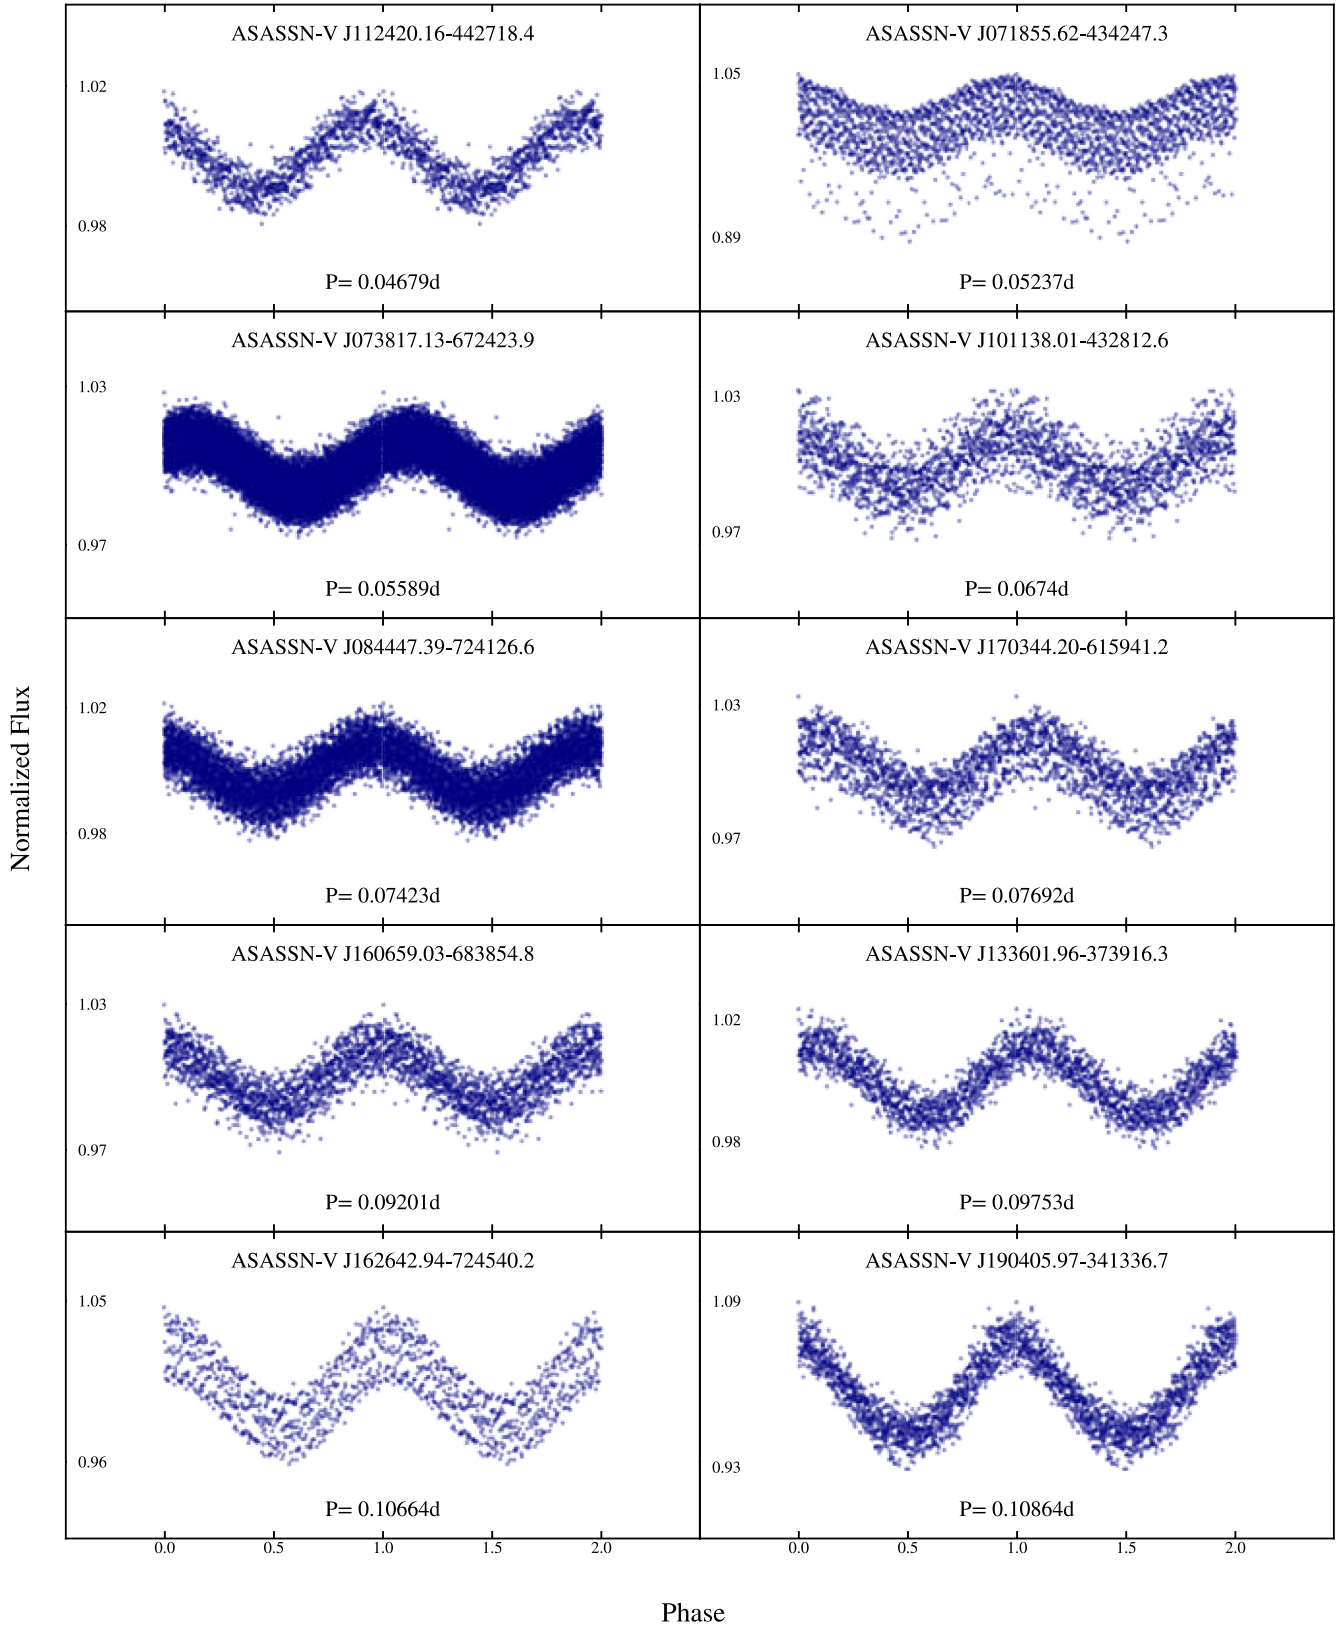 ASASSN-V J112420.16-442718.4
1.02
0.98
P= 0.04679d
ASASSN-V J071855.62-434247.3
1.05
0.89
P= 0.05237d
ASASSN-V J073817.13-672423.9
1.03
0.97
P= 0.05589d
ASASSN-V J101138.01-432812.6
1.03
0.97
P= 0.0674d
ASASSN-V J084447.39-724126.6
1.02
0.98
P= 0.07423d
ASASSN-V J170344.20-615941.2
1.03
0.97
P= 0.07692d
ASASSN-V J160659.03-683854.8
1.03
0.97
P= 0.09201d
ASASSN-V J133601.96-373916.3
1.02
0.98
P= 0.09753d
ASASSN-V J162642.94-724540.2
1.05
0.96
P= 0.10664d
ASASSN-V J190405.97-341336.7
1.09
0.93
P= 0.10864d
0.0 0.5 1.0 1.5 2.0
0.0 0.5 1.0 1.5 2.0
Normalized Flux
Phase